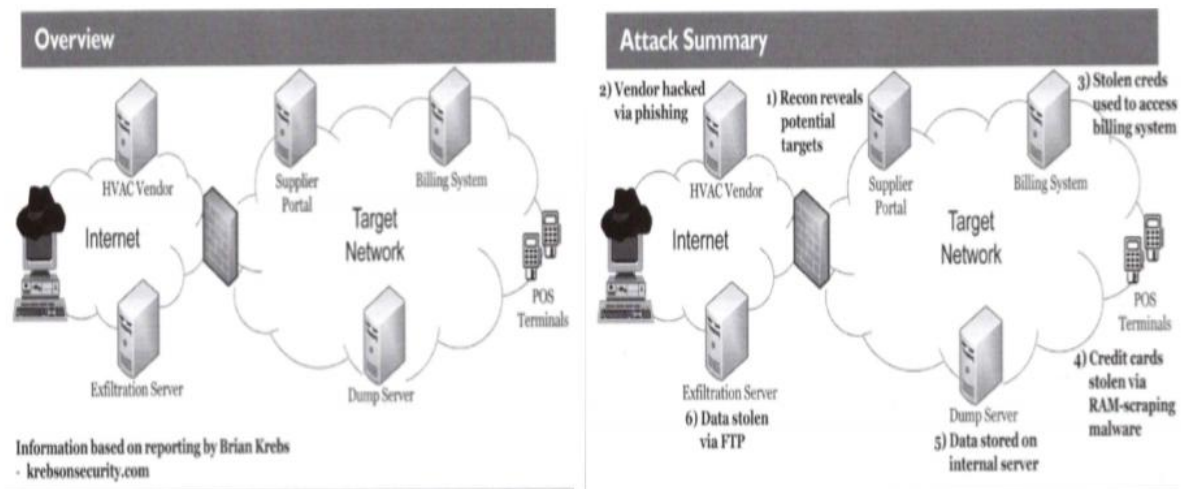 Overview
HVAC Vendor
Supplier
Portal
Billing System
Internet
Target
Network
POS
Terminals
Exfiltration Server
Dump Server
Information based on reporting by Brian Krebs
- krebsonsecurity.com
Attack Summary
2) Vendor hacked
via phishing
1) Recon reveals
potential
targets
3) Stolen creds
used to access
billing system
HVAC Vendor
Supplier
Portal
Billing System
Internet
Target
Network
POS
Terminals
4) Credit cards
stolen via
RAM-scraping
malware
Exfiltration Server
6) Data stolen
via FTP
Dump Server
5) Data stored on
internal server